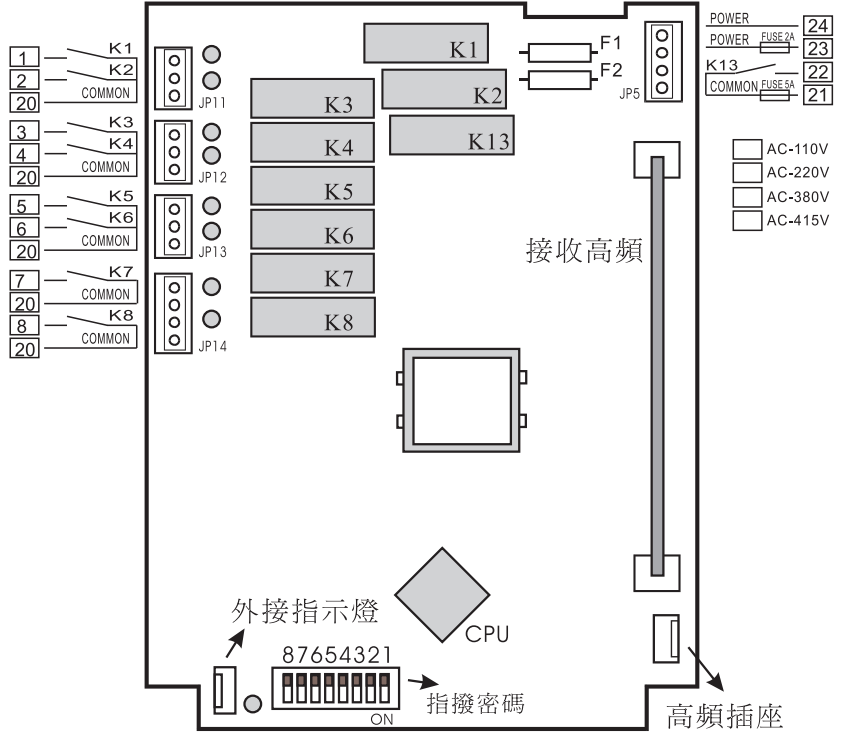 1 K1
2 K2
20 COMMON
JP11
3 K3
4 K4
20 COMMON
JP12
5 K5
6 K6
20 COMMON
JP13
7 K7
20 COMMON
8 K8
20 COMMON
JP14
K1
K2
K13
K3
K4
K5
K6
K7
K8
F1
F2
JP5
POWER 24
POWER FUSE 2A 23
K13 22
COMMON FUSE 5A 21
AC-110V
AC-220V
AC-380V
AC-415V
接收高頻
CPU
外接指示燈
87654321
ON
指撥密碼
高頻插座